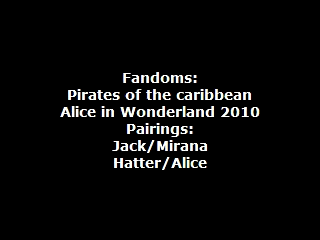 Fandoms:
Pirates of the caribbean
Alice in Wonderland 2010
Pairings:
Jack/Mirana
Hatter/Alice